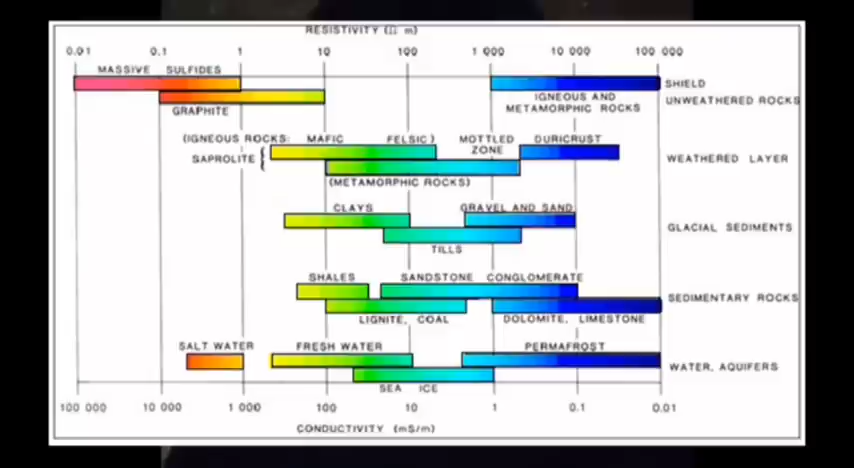 RESISTIVITY (Ω m)
0.01 0.1 1 10 100 1 000 10 000 100 000
MASSIVE SULFIDES
SHIELD
GRAPHITE
IGNEOUS AND
METAMORPHIC ROCKS
UNWEATHERED ROCKS
(IGNEOUS ROCKS: MAFIC FELSIC)
MOTTLED
ZONE
DURICRUST
SAPROLITE
WEATHERED LAYER
(METAMORPHIC ROCKS)
CLAYS
GRAVEL AND SAND
GLACIAL SEDIMENTS
TILLS
SHALES
SANDSTONE CONGLOMERATE
SEDIMENTARY ROCKS
LIGNITE, COAL
DOLOMITE, LIMESTONE
SALT WATER
FRESH WATER
PERMAFROST
WATER, AQUIFERS
SEA ICE
100 000 10 000 1 000 100 10 1 0.1 0.01
CONDUCTIVITY (mS/m)